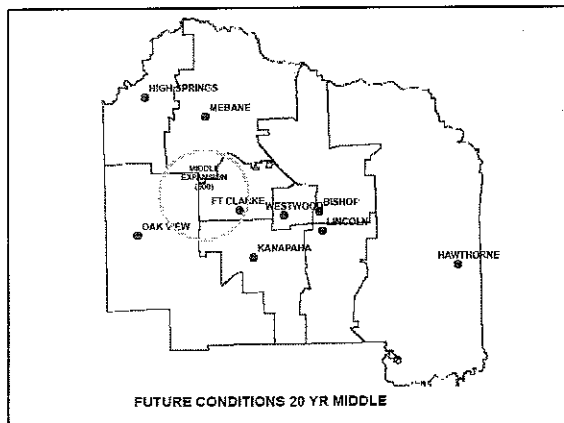 HIGH SPRINGS
MEBANE
MIDDLE
EXPANSION
FT CLARKE
WESTWOOD
BISHOP
LINCOLN
OAK VIEW
KANAPAHA
HAWTHORNE
FUTURE CONDITIONS 20 YR MIDDLE